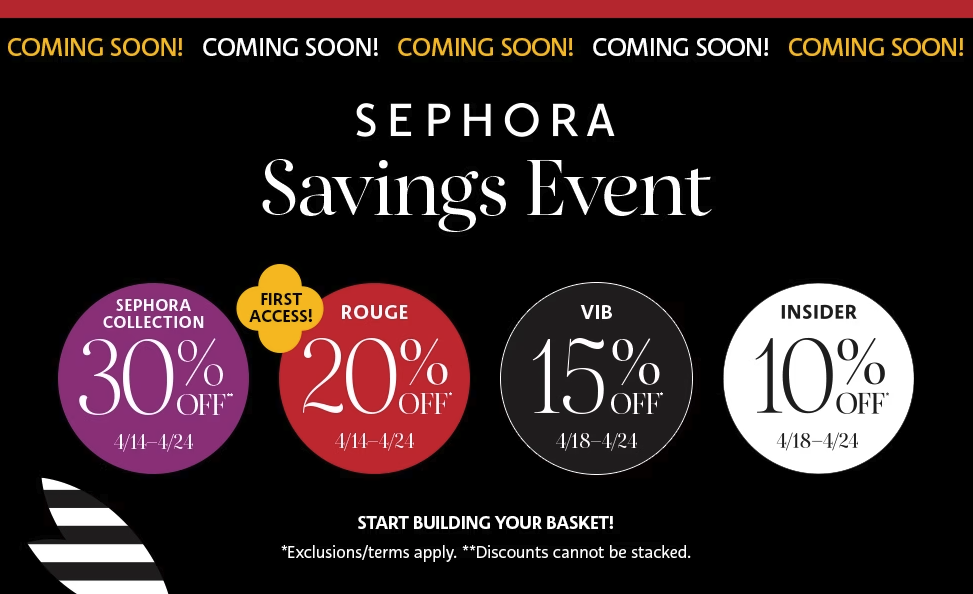 COMING SOON! COMING SOON! COMING SOON! COMING SOON! COMING SOON!
SEPHORA
Savings Event
SEPHORA
COLLECTION
30%
OFF**
4/14–4/24
FIRST
ACCESS!
ROUGE
20%
OFF*
4/14–4/24
VIB
15%
OFF*
4/18–4/24
INSIDER
10%
OFF*
4/18–4/24
START BUILDING YOUR BASKET!
*Exclusions/terms apply. **Discounts cannot be stacked.